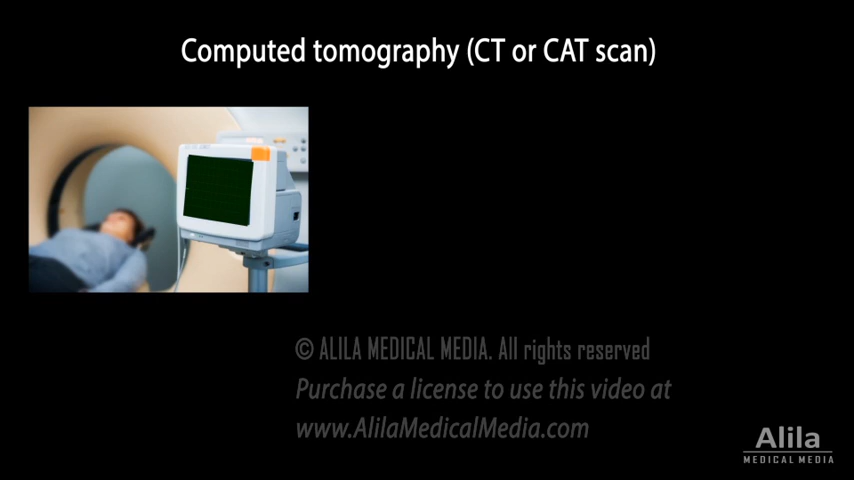 Computed tomography (CT or CAT scan)
© ALILA MEDICAL MEDIA. All rights reserved
Purchase a license to use this video at
www.AlilaMedicalMedia.com
Alila
MEDICAL MEDIA